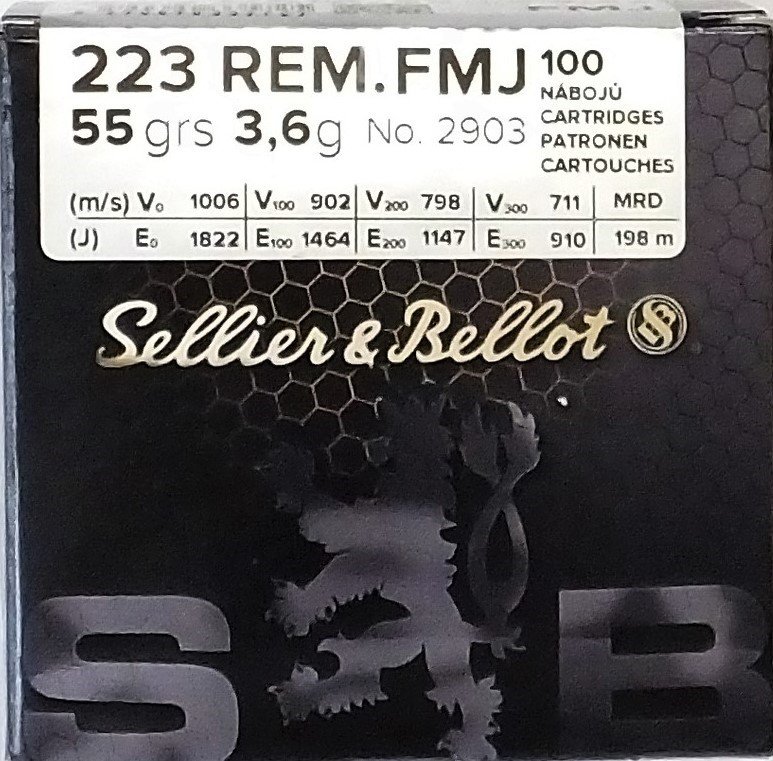 223 REM. FMJ 100
NÁBOJŮ
55 grs 3,6g No. 2903 CARTRIDGES
PATRONEN
CARTOUCHES
(m/s) V₀ 1006 V₁₀₀ 902 V₂₀₀ 798 V₃₀₀ 711 MRD
(J) E₀ 1822 E₁₀₀ 1464 E₂₀₀ 1147 E₃₀₀ 910 198 m
Sellier & Bellot
S B